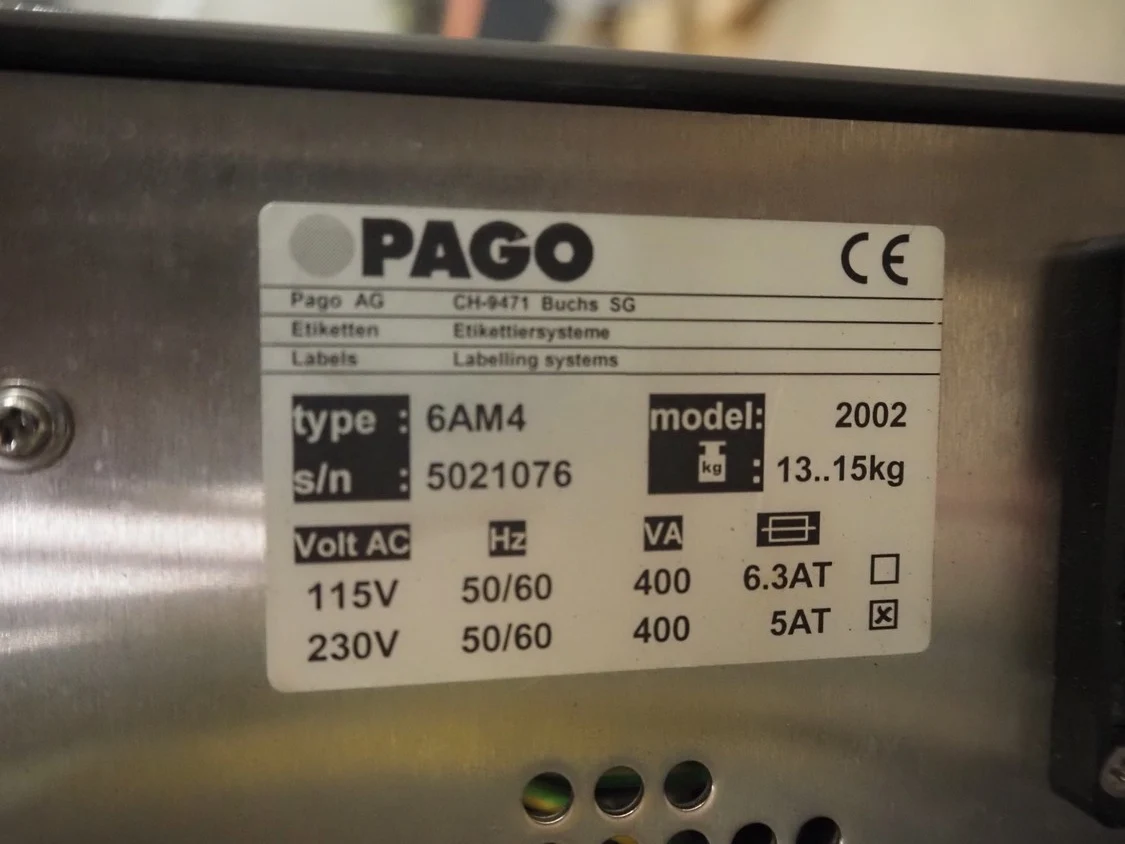 PAGO CE
Pago AG CH-9471 Buchs SG
Etiketten Etikettiersysteme
Labels Labelling systems
type : 6AM4 model: 2002
s/n : 5021076 kg : 13..15kg
Volt AC Hz VA
115V 50/60 400 6.3AT ☐
230V 50/60 400 5AT ☒